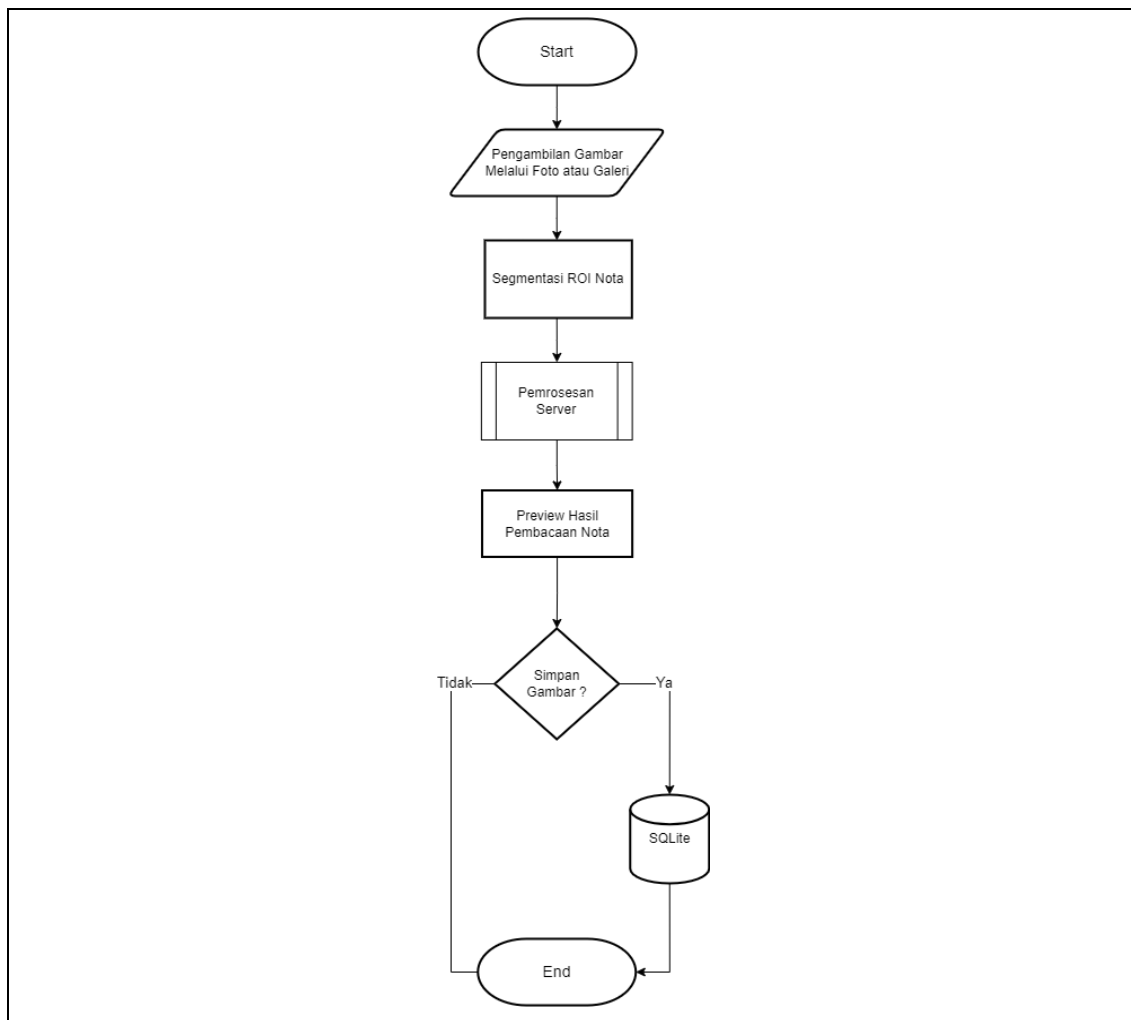 Start
Pengambilan Gambar
Melalui Foto atau Galeri
Segmentasi ROI Nota
Pemrosesan
Server
Preview Hasil
Pembacaan Nota
Simpan
Gambar ?
Tidak
Ya
SQLite
End